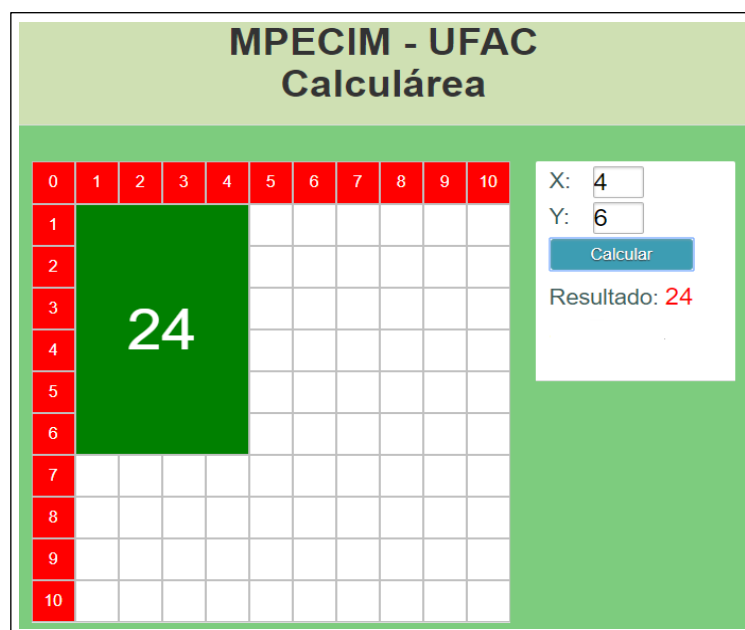 MPECIM - UFAC
Calculárea
0 1 2 3 4 5 6 7 8 9 10
X: 4
1
Y: 6
2
Calcular
3
Resultado: 24
24
4
5
6
7
8
9
10